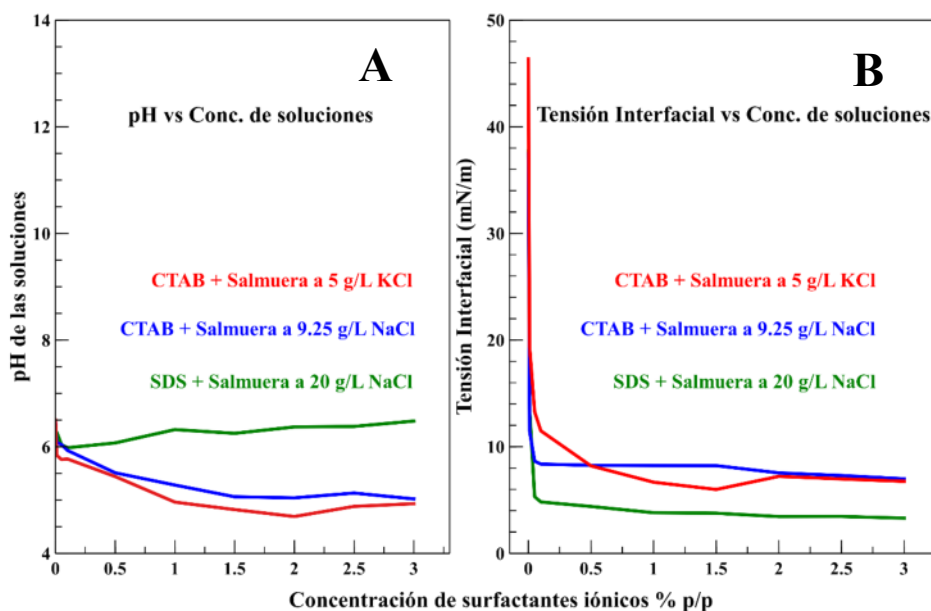 A
pH vs Conc. de soluciones
pH de las soluciones
14
12
10
8
6
4
CTAB + Salmuera a 5 g/L KCl
CTAB + Salmuera a 9.25 g/L NaCl
SDS + Salmuera a 20 g/L NaCl
0 0.5 1 1.5 2 2.5 3
B
Tensión Interfacial vs Conc. de soluciones
Tensión Interfacial (mN/m)
50
40
30
20
10
0
CTAB + Salmuera a 5 g/L KCl
CTAB + Salmuera a 9.25 g/L NaCl
SDS + Salmuera a 20 g/L NaCl
0 0.5 1 1.5 2 2.5 3
Concentración de surfactantes iónicos % p/p